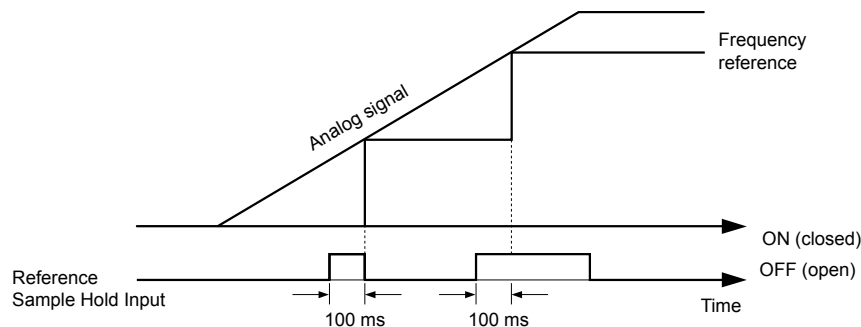 Frequency
reference
Analog signal
ON (closed)
OFF (open)
Reference
Sample Hold Input
Time
100 ms
100 ms